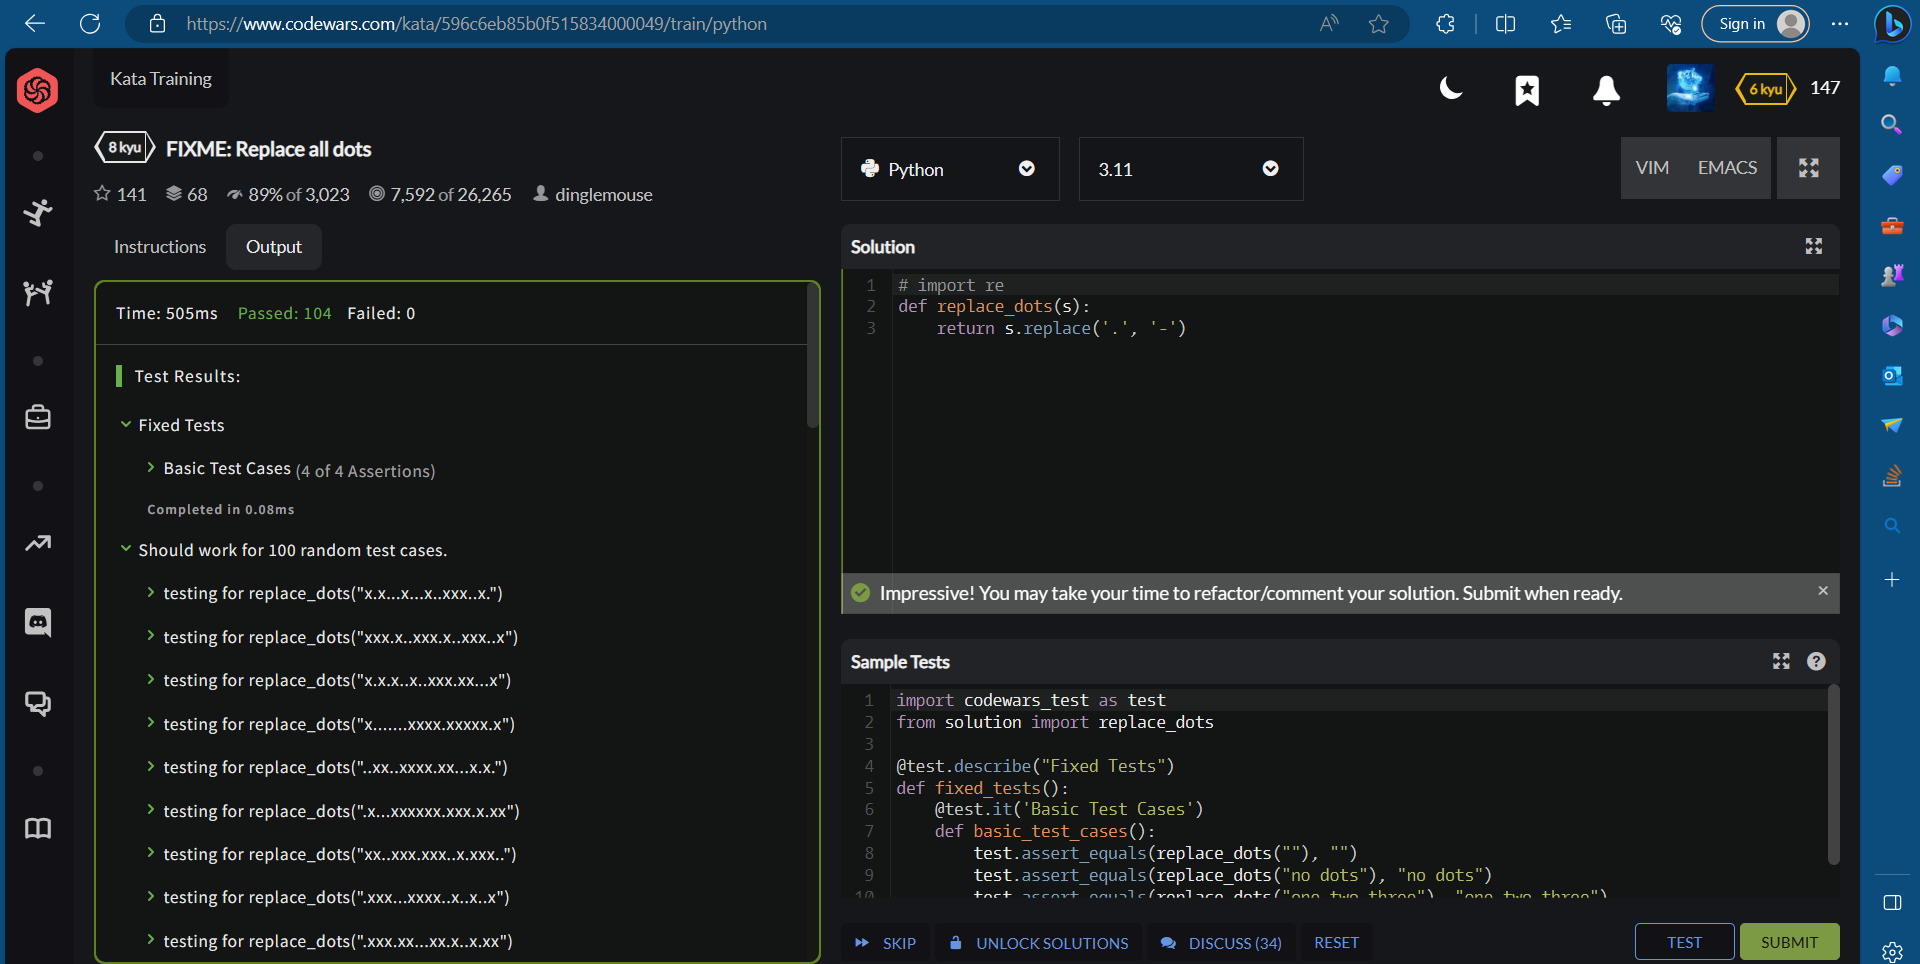 https://www.codewars.com/kata/596c6eb85b0f515834000049/train/python
Sign in
Kata Training
6 kyu
147
8 kyu
FIXME: Replace all dots
141
68
89% of 3,023
7,592 of 26,265
dinglemouse
Python
3.11
VIM
EMACS
Instructions
Output
Time: 505ms
Passed: 104
Failed: 0
Test Results:
Fixed Tests
Basic Test Cases (4 of 4 Assertions)
Completed in 0.08ms
Should work for 100 random test cases.
testing for replace_dots("x.x...x...x..xxx..x.")
testing for replace_dots("xxx.x..xxx.x..xxx..x")
testing for replace_dots("x.x.x..x..xxx.xx...x")
testing for replace_dots("x.......xxxx.xxxxx.x")
testing for replace_dots("..xx..xxxx.xx...x.x.")
testing for replace_dots(".x...xxxxxx.xxx.x.xx")
testing for replace_dots("xx..xxx.xxx..x.xxx..")
testing for replace_dots(".xxx...xxxx..x..x..x")
testing for replace_dots(".xxx.xx...xx.x..x.xx")
Solution
1 # import re
2 def replace_dots(s):
3     return s.replace('.', '-')
Impressive! You may take your time to refactor/comment your solution. Submit when ready.
Sample Tests
1 import codewars_test as test
2 from solution import replace_dots
3
4 @test.describe("Fixed Tests")
5 def fixed_tests():
6     @test.it('Basic Test Cases')
7     def basic_test_cases():
8         test.assert_equals(replace_dots(""), "")
9         test.assert_equals(replace_dots("no dots"), "no dots")
10         test.assert_equals(replace_dots("one.two.three"), "one-two-three")
SKIP
UNLOCK SOLUTIONS
DISCUSS (34)
RESET
TEST
SUBMIT